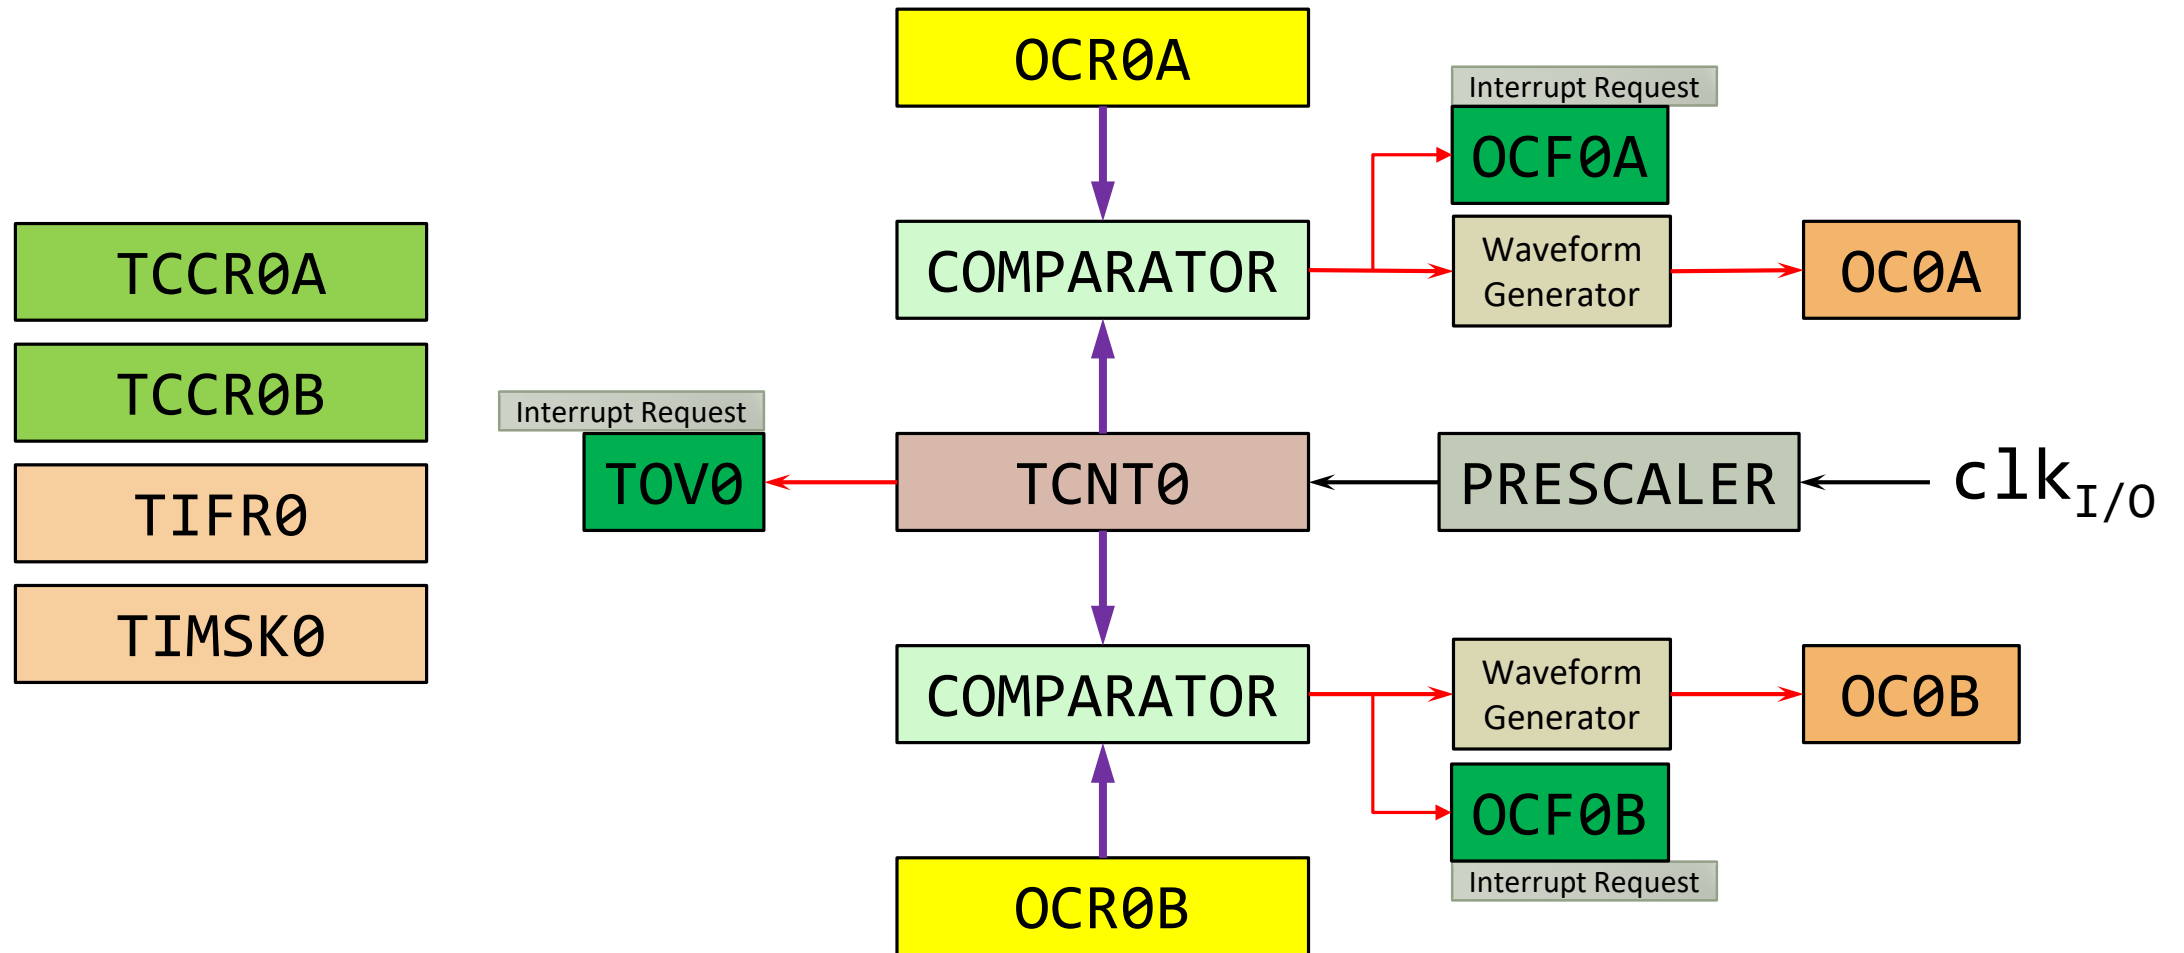 OCR0A
Interrupt Request
OCF0A
TCCR0A
COMPARATOR
Waveform
Generator
OC0A
TCCR0B
Interrupt Request
TOV0
TCNT0
PRESCALER
clkI/O
TIFR0
TIMSK0
COMPARATOR
Waveform
Generator
OC0B
OCF0B
Interrupt Request
OCR0B